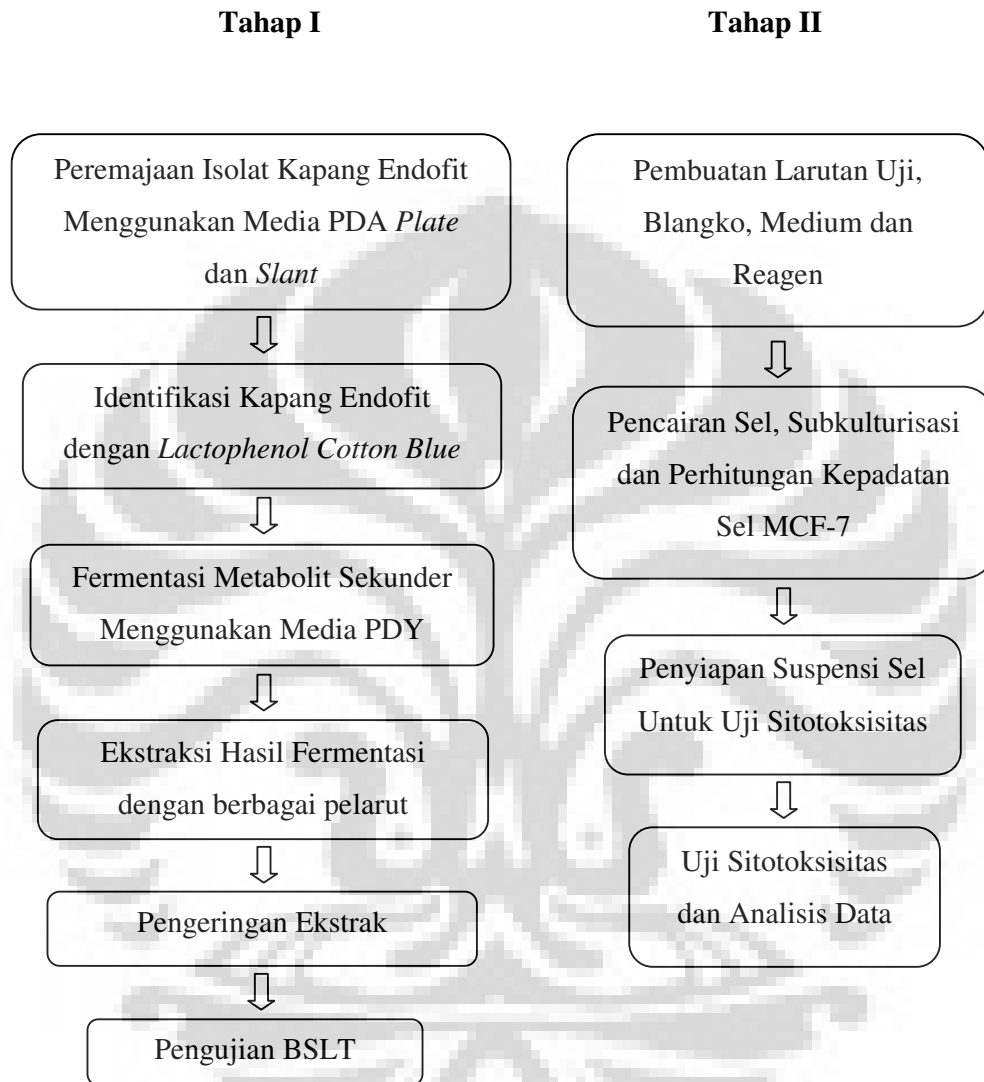 Tahap I
Peremajaan Isolat Kapang Endofit
Menggunakan Media PDA Plate
dan Slant
Identifikasi Kapang Endofit
dengan Lactophenol Cotton Blue
Fermentasi Metabolit Sekunder
Menggunakan Media PDY
Ekstraksi Hasil Fermentasi
dengan berbagai pelarut
Pengeringan Ekstrak
Pengujian BSLT
Tahap II
Pembuatan Larutan Uji,
Blangko, Medium dan
Reagen
Pencairan Sel, Subkulturisasi
dan Perhitungan Kepadatan
Sel MCF-7
Penyiapan Suspensi Sel
Untuk Uji Sitotoksisitas
Uji Sitotoksisitas
dan Analisis Data